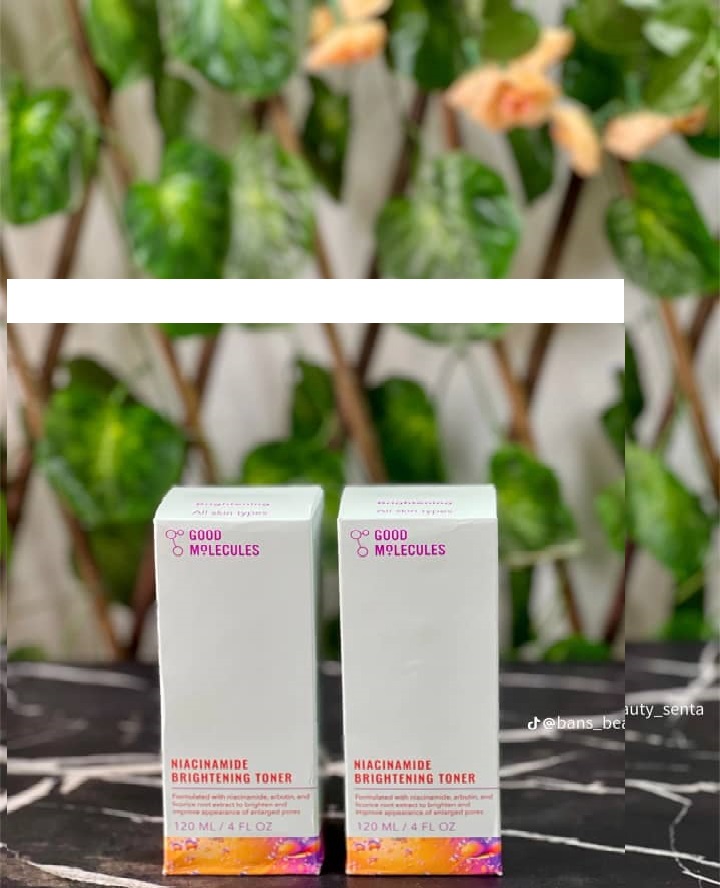 Brightening
All skin types
GOOD
MOLECULES
NIACINAMIDE
BRIGHTENING TONER
Formulated with niacinamide, arbutin, and
licorice root extract to brighten and
improve appearance of enlarged pores
120 ML / 4 FL OZ
Brightening
All skin types
GOOD
MOLECULES
NIACINAMIDE
BRIGHTENING TONER
Formulated with niacinamide, arbutin, and
licorice root extract to brighten and
improve appearance of enlarged pores
120 ML / 4 FL OZ
@bans_bea
auty_senta